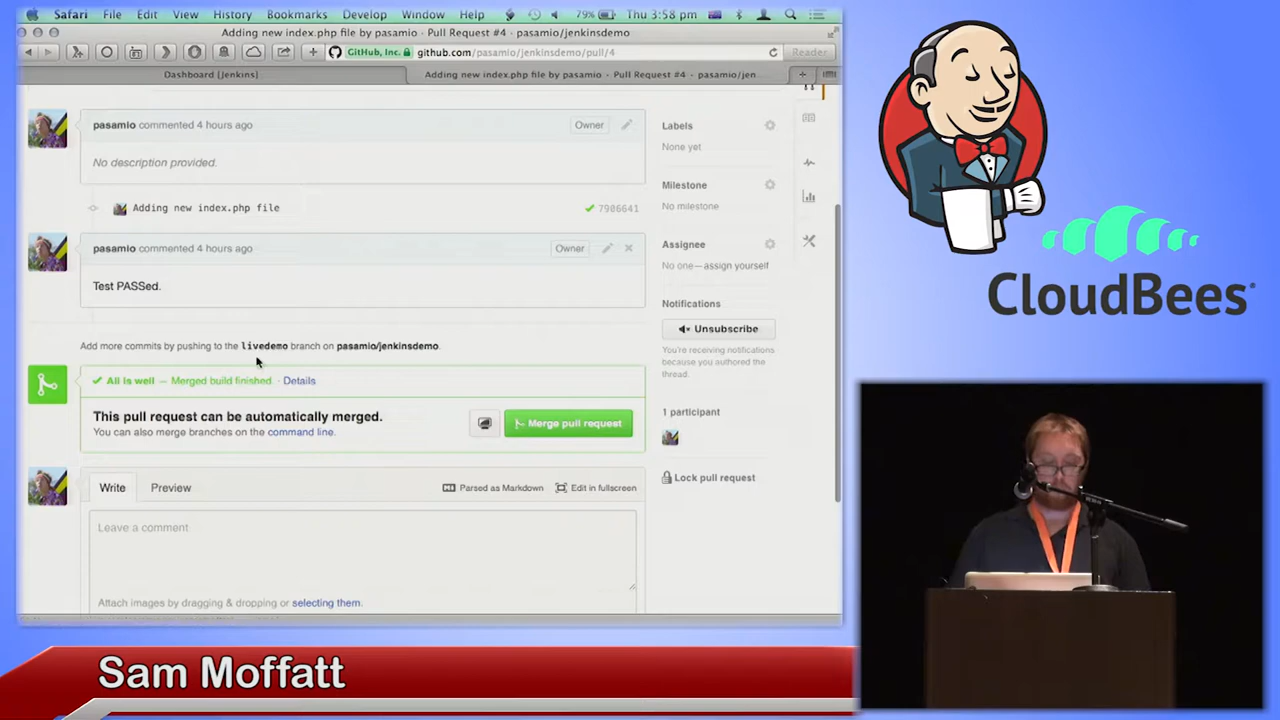 Safari File Edit View History Bookmarks Develop Window Help 79% Thu 3:58 pm
Adding new index.php file by pasamio · Pull Request #4 · pasamio/jenkinsdemo
GitHub, Inc. github.com/pasamio/jenkinsdemo/pull/4 Reader
Dashboard [Jenkins] Adding new index.php file by pasamio · Pull Request #4 · pasamio/jen...
pasamio commented 4 hours ago Owner
No description provided.
Adding new index.php file 7906641
pasamio commented 4 hours ago Owner
Test PASSed.
Add more commits by pushing to the livedemo branch on pasamio/jenkinsdemo.
All is well — Merged build finished. · Details
This pull request can be automatically merged.
You can also merge branches on the command line.
Merge pull request
Write Preview Parsed as Markdown Edit in fullscreen
Leave a comment
Attach images by dragging & dropping or selecting them.
Labels
None yet
Milestone
No milestone
Assignee
No one—assign yourself
Notifications
Unsubscribe
You're receiving notifications
because you authored the
thread.
1 participant
Lock pull request
CloudBees®
Sam Moffatt